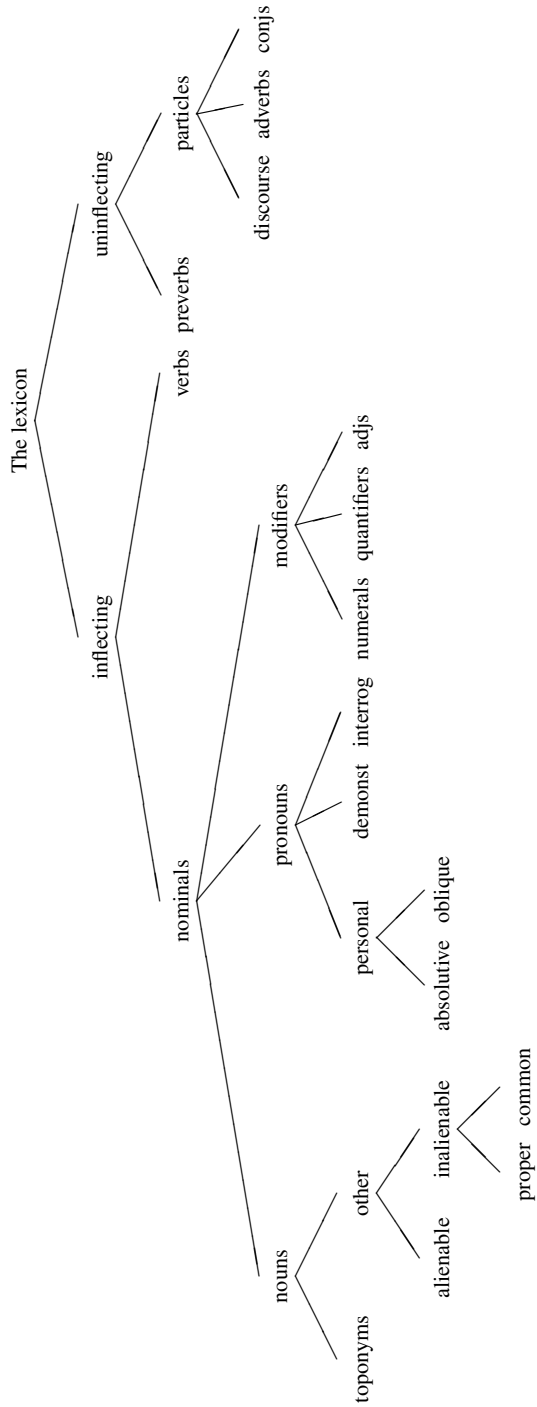 The lexicon
inflecting uninflecting
nominals verbs preverbs particles
nouns pronouns modifiers discourse adverbs conjs
toponyms other personal demonst interrog numerals quantifiers adjs
alienable inalienable absolutive oblique
proper common